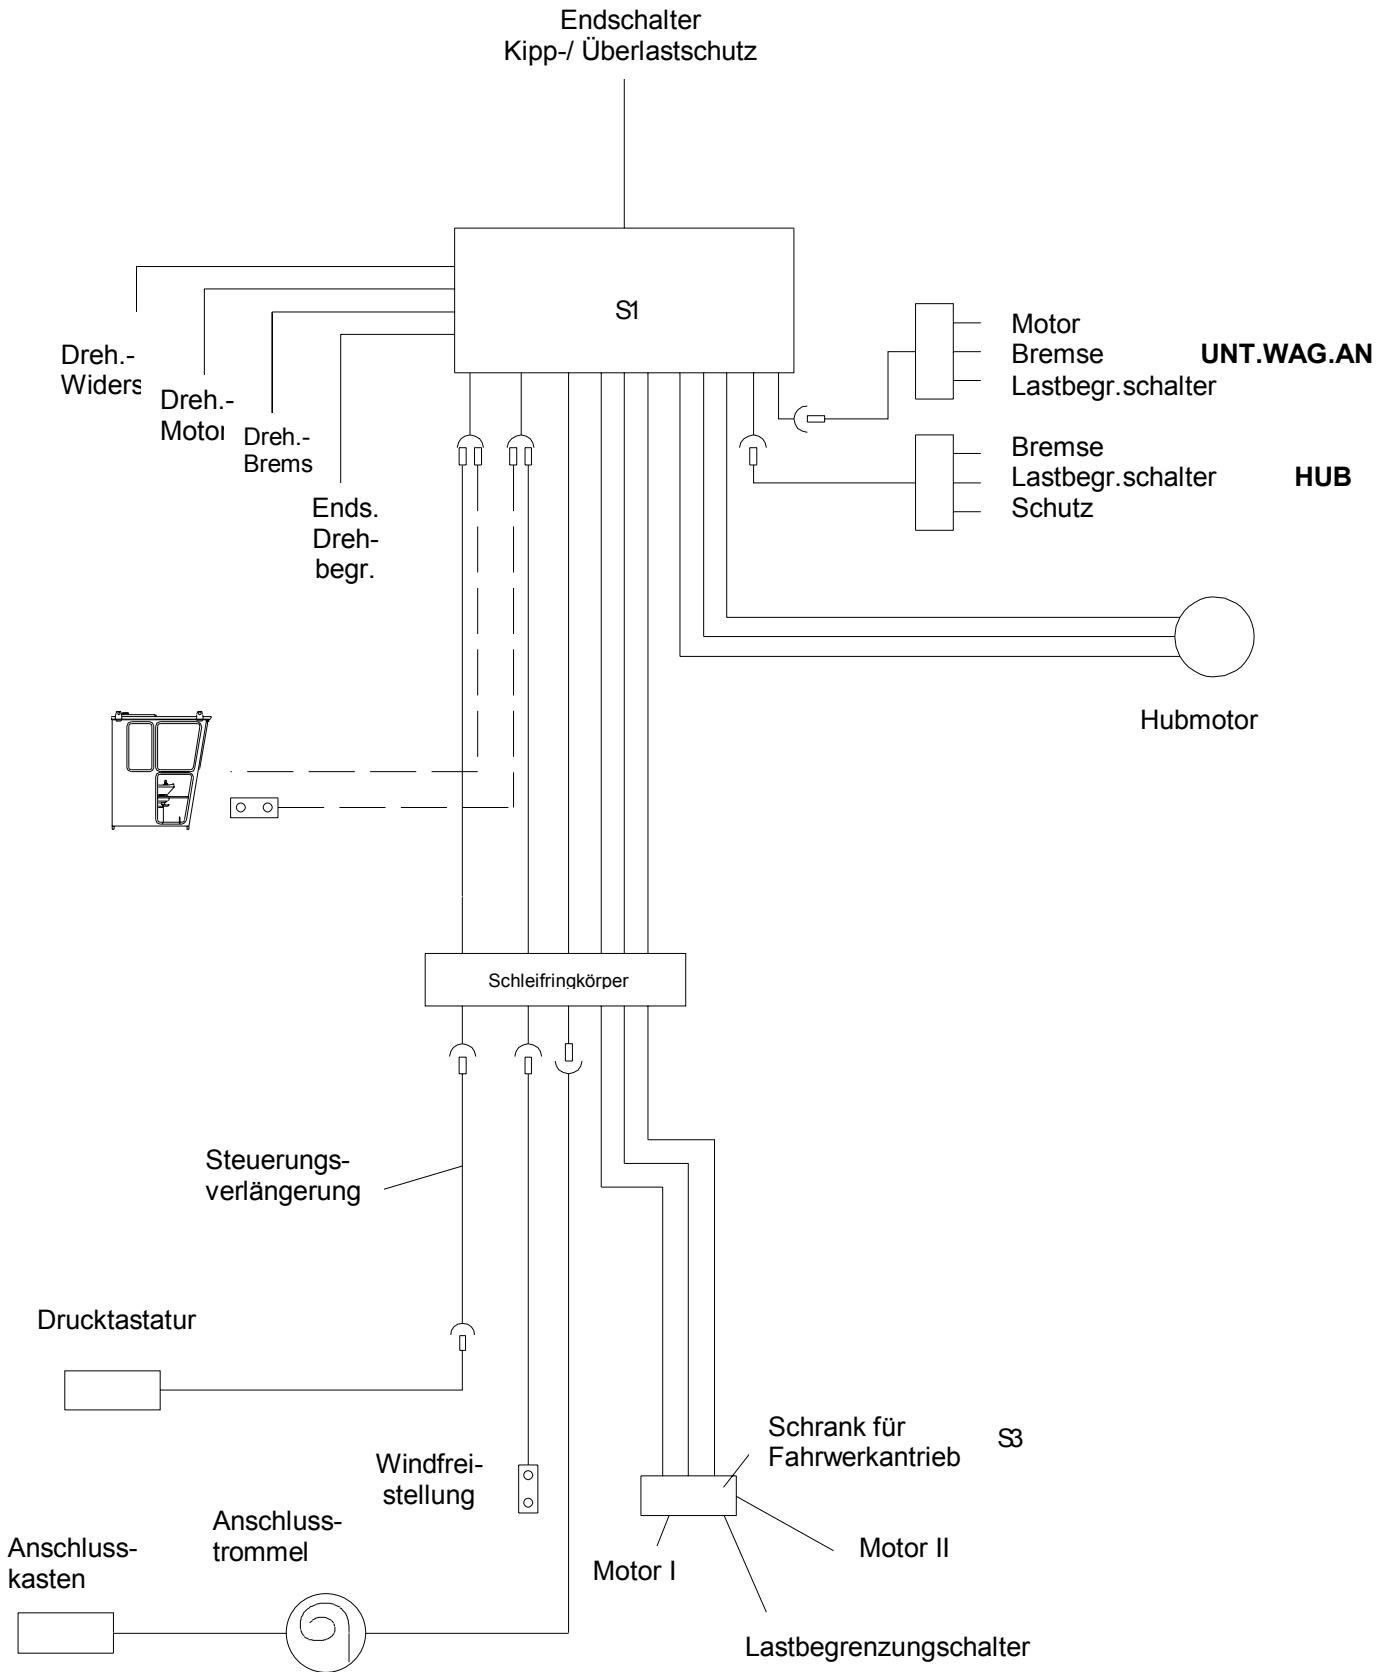 Endschalter
Kipp-/ Überlastschutz
S1
Dreh.-
Widers
Dreh.-
Motor
Dreh.-
Brems
Ends.
Dreh-
begr.
Motor
Bremse
UNT.WAG.AN
Lastbegr.schalter
Bremse
Lastbegr.schalter
HUB
Schutz
Hubmotor
Schleifringkörper
Steuerungs-
verlängerung
Drucktastatur
Schrank für
Fahrwerkantrieb
S3
Windfrei-
stellung
Anschluss-
trommel
Anschluss-
kasten
Motor I
Motor II
Lastbegrenzungschalter